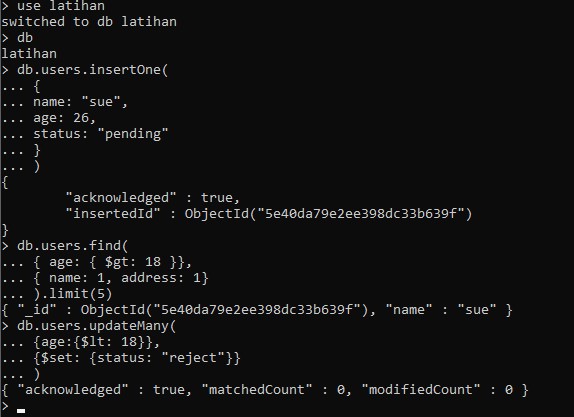 > use latihan
switched to db latihan
> db
latihan
> db.users.insertOne(
... {
... name: "sue",
... age: 26,
... status: "pending"
... }
... )
{
        "acknowledged" : true,
        "insertedId" : ObjectId("5e40da79e2ee398dc33b639f")
}
> db.users.find(
... { age: { $gt: 18 }},
... { name: 1, address: 1}
... ).limit(5)
{ "_id" : ObjectId("5e40da79e2ee398dc33b639f"), "name" : "sue" }
> db.users.updateMany(
... {age:{$lt: 18}},
... {$set: {status: "reject"}}
... )
{ "acknowledged" : true, "matchedCount" : 0, "modifiedCount" : 0 }
> _